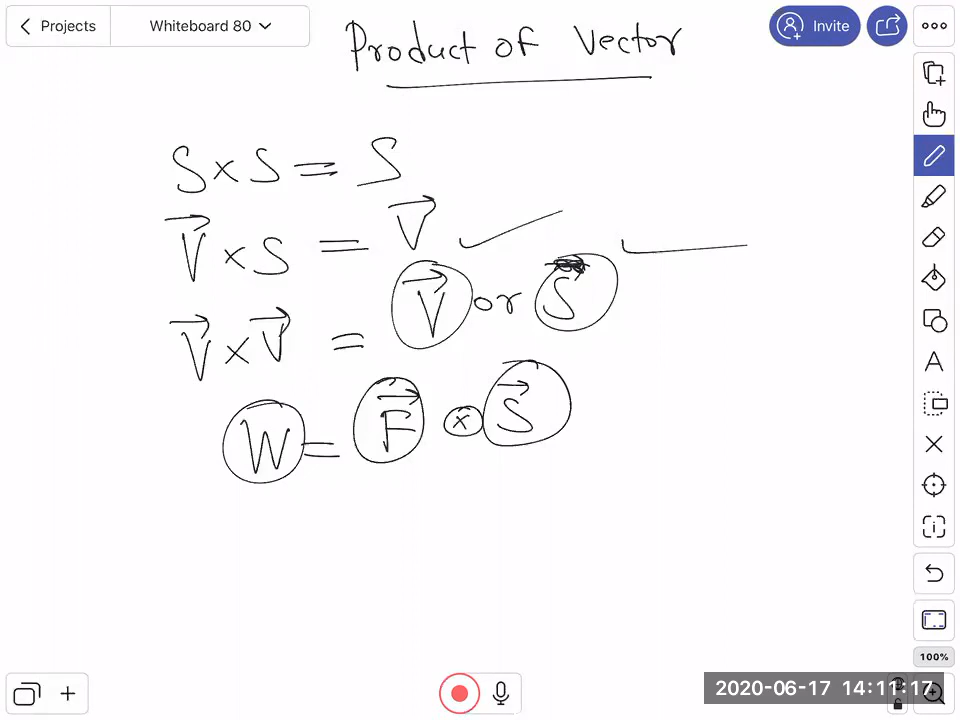 Projects
Whiteboard 80
Invite
Product of Vector
S × S = S
V⃗ × S = V⃗
V⃗ × V⃗ = V⃗ or S
W = F⃗ × S⃗
A
100%
2020-06-17 14:11:17